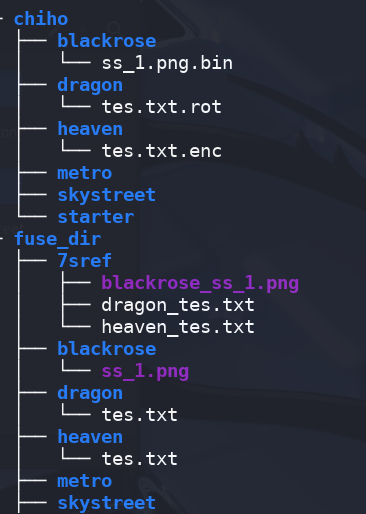 chiho
├── blackrose
│   └── ss_1.png.bin
├── dragon
│   └── tes.txt.rot
├── heaven
│   └── tes.txt.enc
├── metro
├── skystreet
└── starter
fuse_dir
├── 7sref
│   ├── blackrose_ss_1.png
│   ├── dragon_tes.txt
│   └── heaven_tes.txt
├── blackrose
│   └── ss_1.png
├── dragon
│   └── tes.txt
├── heaven
│   └── tes.txt
├── metro
├── skystreet